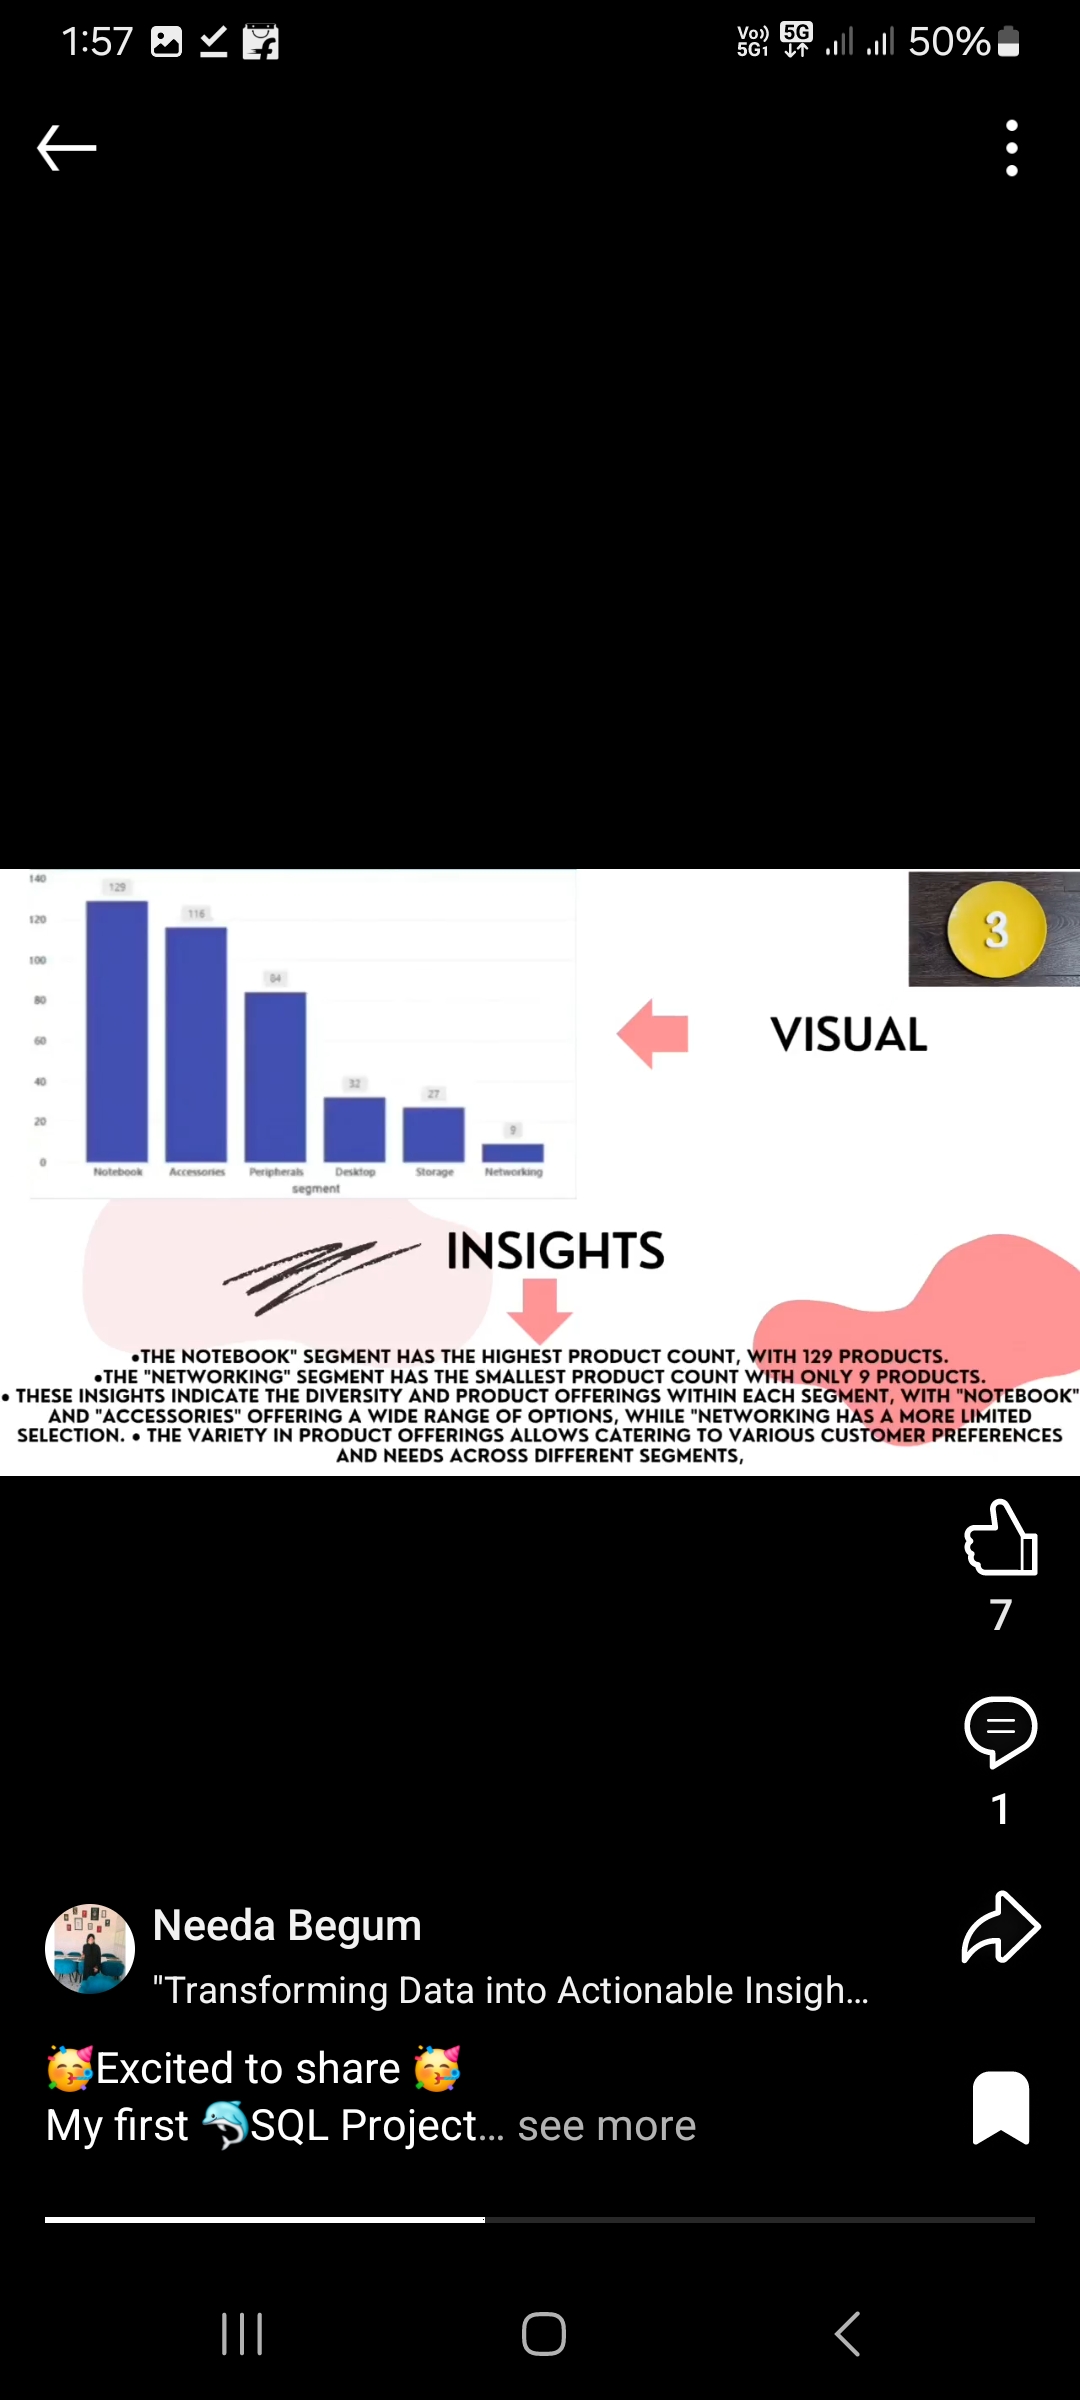 1:57
Vo))
5G1
5G
50%
140
120
100
80
60
40
20
0
129
116
84
32
27
9
Notebook Accessories Peripherals Desktop Storage Networking
segment
3
VISUAL
INSIGHTS
•THE NOTEBOOK" SEGMENT HAS THE HIGHEST PRODUCT COUNT, WITH 129 PRODUCTS.
•THE "NETWORKING" SEGMENT HAS THE SMALLEST PRODUCT COUNT WITH ONLY 9 PRODUCTS.
• THESE INSIGHTS INDICATE THE DIVERSITY AND PRODUCT OFFERINGS WITHIN EACH SEGMENT, WITH "NOTEBOOK"
AND "ACCESSORIES" OFFERING A WIDE RANGE OF OPTIONS, WHILE "NETWORKING HAS A MORE LIMITED
SELECTION. • THE VARIETY IN PRODUCT OFFERINGS ALLOWS CATERING TO VARIOUS CUSTOMER PREFERENCES
AND NEEDS ACROSS DIFFERENT SEGMENTS,
7
1
Needa Begum
"Transforming Data into Actionable Insigh...
🥳Excited to share 🥳
My first 🐬SQL Project... see more